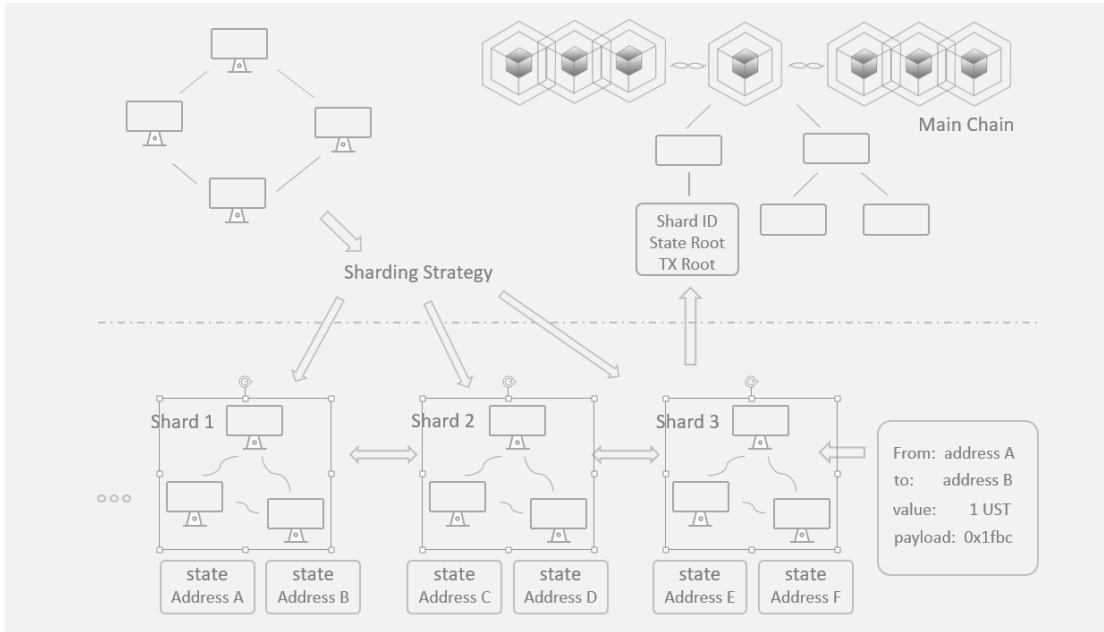 Main Chain
Shard ID
State Root
TX Root
Sharding Strategy
Shard 1
Shard 2
Shard 3
From: address A
to: address B
value: 1 UST
payload: 0x1fbc
state
Address A
state
Address B
state
Address C
state
Address D
state
Address E
state
Address F